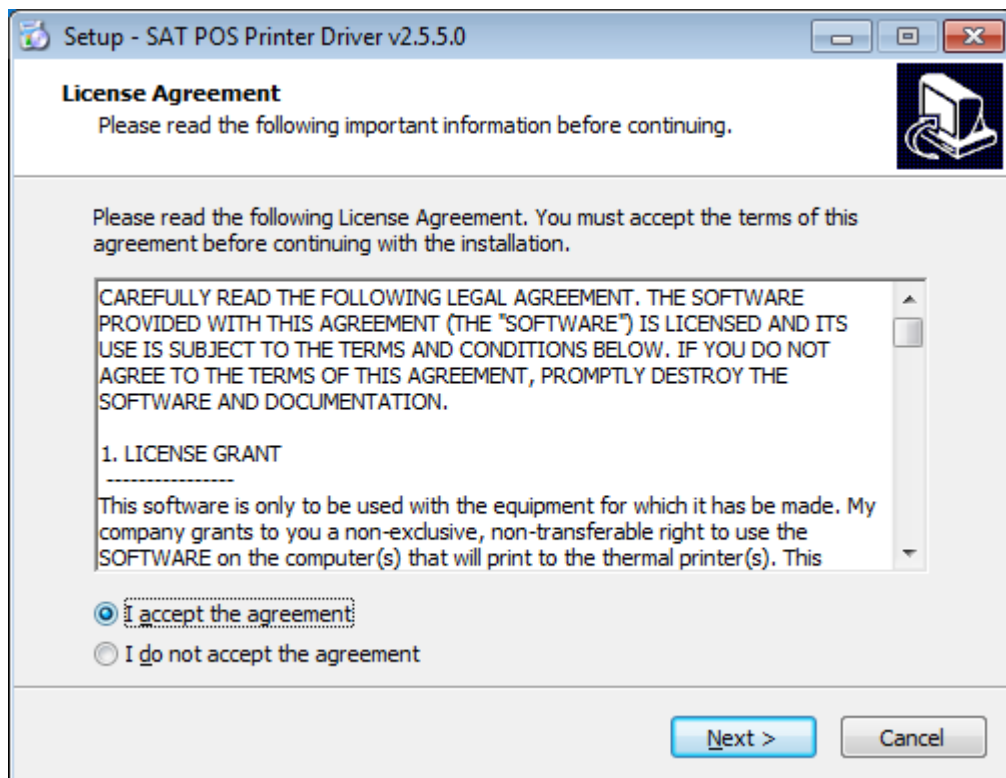 Setup - SAT POS Printer Driver v2.5.5.0
License Agreement
Please read the following important information before continuing.
Please read the following License Agreement. You must accept the terms of this
agreement before continuing with the installation.
CAREFULLY READ THE FOLLOWING LEGAL AGREEMENT. THE SOFTWARE
PROVIDED WITH THIS AGREEMENT (THE "SOFTWARE") IS LICENSED AND ITS
USE IS SUBJECT TO THE TERMS AND CONDITIONS BELOW. IF YOU DO NOT
AGREE TO THE TERMS OF THIS AGREEMENT, PROMPTLY DESTROY THE
SOFTWARE AND DOCUMENTATION.
1. LICENSE GRANT
----------------
This software is only to be used with the equipment for which it has be made. My
company grants to you a non-exclusive, non-transferable right to use the
SOFTWARE on the computer(s) that will print to the thermal printer(s). This
I accept the agreement
I do not accept the agreement
Next >
Cancel